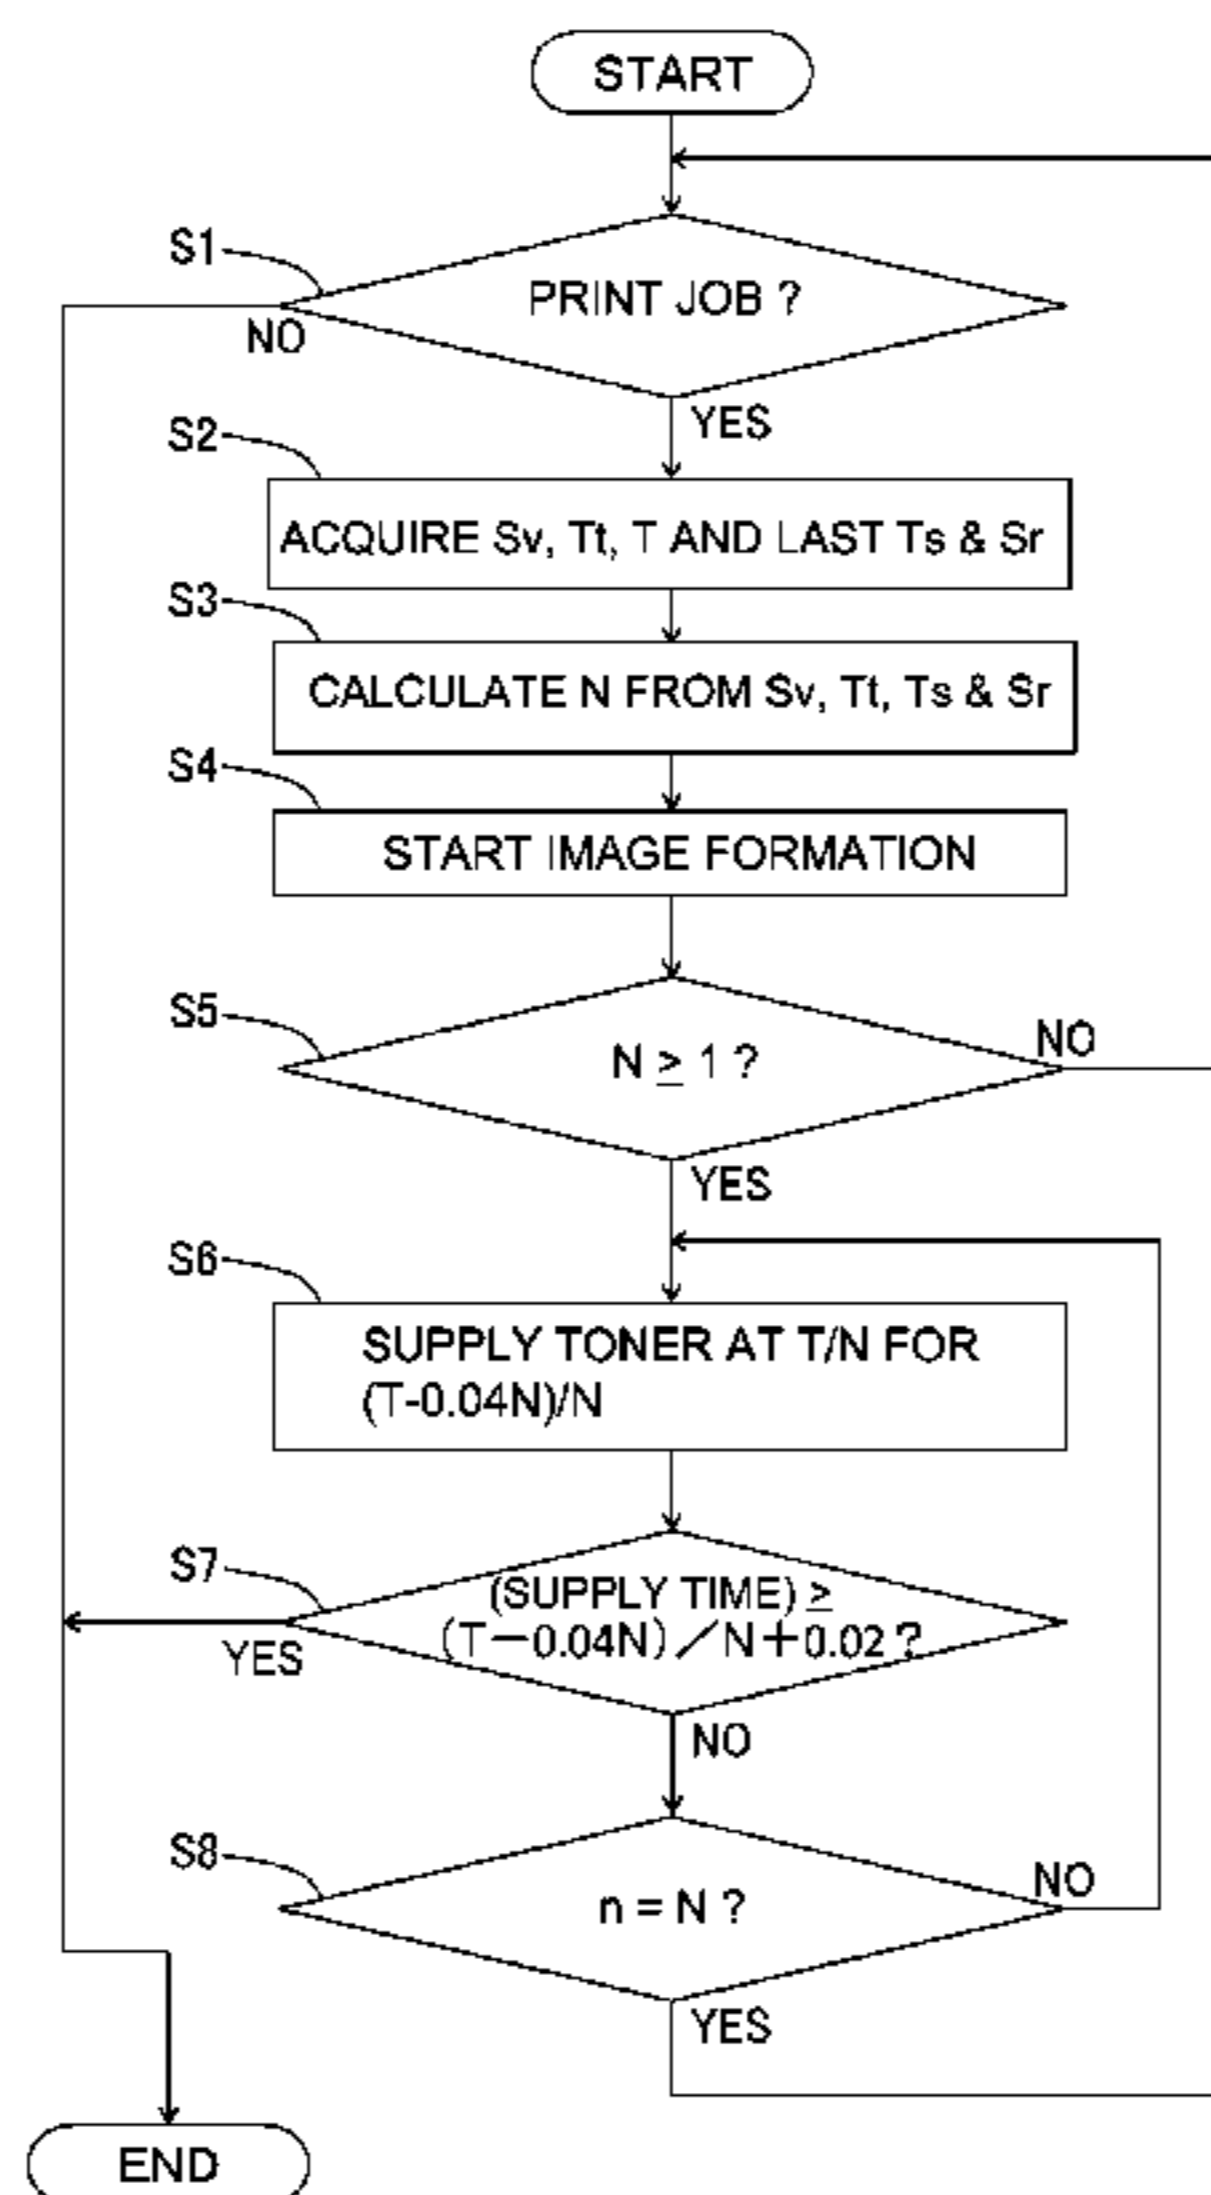 START
S1
PRINT JOB ?
NO
YES
S2
ACQUIRE Sv, Tt, T AND LAST Ts & Sr
S3
CALCULATE N FROM Sv, Tt, Ts & Sr
S4
START IMAGE FORMATION
S5
N ≥ 1 ?
NO
YES
S6
SUPPLY TONER AT T/N FOR
(T-0.04N)/N
S7
(SUPPLY TIME) ≥
(T−0.04N)／N＋0.02 ?
YES
NO
S8
n = N ?
NO
YES
END